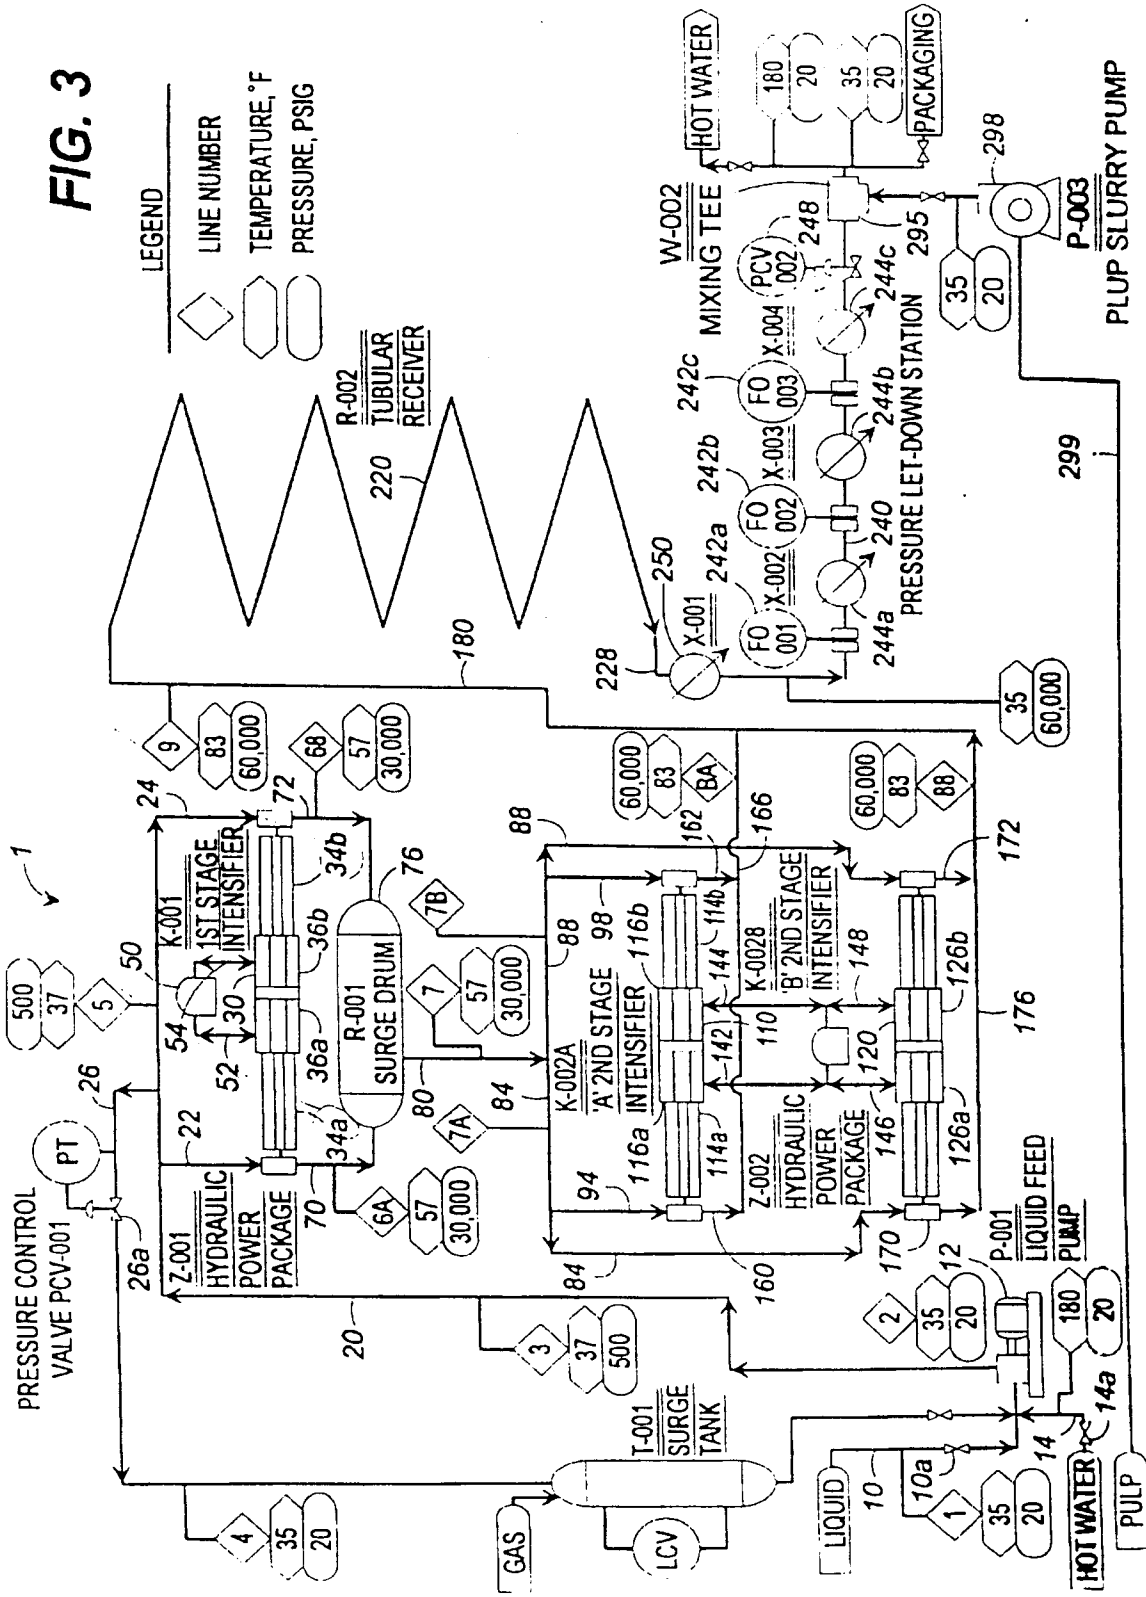 FIG. 3
LEGEND
LINE NUMBER
TEMPERATURE, °F
PRESSURE, PSIG
1
PRESSURE CONTROL
VALVE PCV-001
PT
26
26a
500
37
5
50
54
52
30
K-001
1ST STAGE
INTENSIFIER
24
22
Z-001
HYDRAULIC
POWER
PACKAGE
34a
36a
36b
34b
70
72
9
83
60,000
68
57
30,000
6A
57
30,000
R-001
SURGE DRUM
76
80
7
57
30,000
7A
7B
84
88
88
84
94
98
K-002A
'A' 2ND STAGE
INTENSIFIER
116a
116b
114a
114b
110
142
144
160
162
166
60,000
83
BA
Z-002
HYDRAULIC
POWER
PACKAGE
K-0028
'B' 2ND STAGE
INTENSIFIER
146
148
120
126a
126b
170
172
176
60,000
83
88
180
R-002
TUBULAR
RECEIVER
220
228
250
X-001
35
60,000
FO
001
242a
X-002
244a
FO
002
242b
X-003
240
244b
FO
003
242c
X-004
244c
PCV
002
248
PRESSURE LET-DOWN STATION
W-002
MIXING TEE
295
HOT WATER
180
20
35
20
PACKAGING
35
20
298
P-003
PLUP SLURRY PUMP
299
20
3
37
500
4
35
20
GAS
LCV
T-001
SURGE
TANK
LIQUID
10
10a
1
35
20
2
35
20
12
P-001
LIQUID FEED
PUMP
180
20
14
14a
HOT WATER
PULP